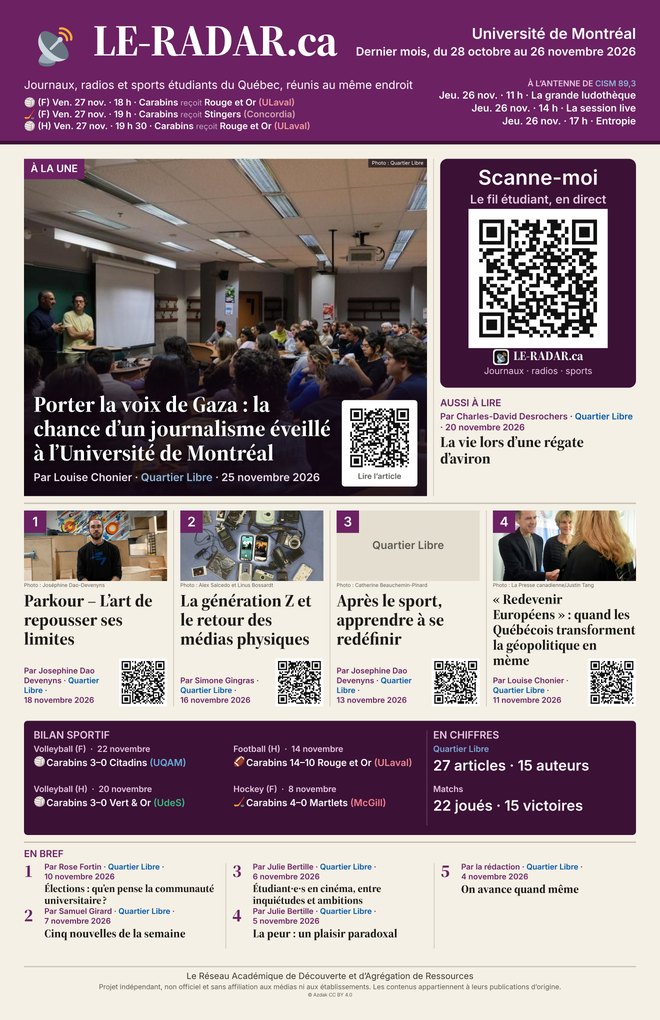 LE-RADAR.ca
Université de Montréal
Dernier mois, du 28 octobre au 26 novembre 2026
Journaux, radios et sports étudiants du Québec, réunis au même endroit
(F) Ven. 27 nov. · 18 h · Carabins reçoit Rouge et Or (ULaval)
(F) Ven. 27 nov. · 19 h · Carabins reçoit Stingers (Concordia)
(H) Ven. 27 nov. · 19 h 30 · Carabins reçoit Rouge et Or (ULaval)
À L'ANTENNE DE CISM 89,3
Jeu. 26 nov. · 11 h · La grande ludothèque
Jeu. 26 nov. · 14 h · La session live
Jeu. 26 nov. · 17 h · Entropie
À LA UNE
Photo : Quartier Libre
Porter la voix de Gaza : la
chance d'un journalisme éveillé
à l'Université de Montréal
Par Louise Chonier · Quartier Libre · 25 novembre 2026
Lire l'article
Scanne-moi
Le fil étudiant, en direct
LE-RADAR.ca
Journaux · radios · sports
AUSSI À LIRE
Par Charles-David Desrochers · Quartier Libre
· 20 novembre 2026
La vie lors d'une régate
d'aviron
1
Photo : Joséphine Dao-Devenyns
Parkour – L'art de
repousser ses
limites
Par Josephine Dao
Devenyns · Quartier
Libre ·
18 novembre 2026
2
Photo : Alex Salcedo et Linus Bossardt
La génération Z et
le retour des
médias physiques
Par Simone Gingras ·
Quartier Libre ·
16 novembre 2026
3
Quartier Libre
Photo : Catherine Beauchemin-Pinard
Après le sport,
apprendre à se
redéfinir
Par Josephine Dao
Devenyns · Quartier
Libre ·
13 novembre 2026
4
Photo : La Presse canadienne/Justin Tang
« Redevenir
Européens » : quand les
Québécois transforment
la géopolitique en
mème
Par Louise Chonier ·
Quartier Libre ·
11 novembre 2026
BILAN SPORTIF
Volleyball (F) · 22 novembre
Carabins 3–0 Citadins (UQAM)
Football (H) · 14 novembre
Carabins 14–10 Rouge et Or (ULaval)
Volleyball (H) · 20 novembre
Carabins 3–0 Vert & Or (UdeS)
Hockey (F) · 8 novembre
Carabins 4–0 Martlets (McGill)
EN CHIFFRES
Quartier Libre
27 articles · 15 auteurs
Matchs
22 joués · 15 victoires
EN BREF
1
Par Rose Fortin · Quartier Libre ·
10 novembre 2026
Élections : qu'en pense la communauté
universitaire ?
2
Par Samuel Girard · Quartier Libre ·
7 novembre 2026
Cinq nouvelles de la semaine
3
Par Julie Bertille · Quartier Libre ·
6 novembre 2026
Étudiant·e·s en cinéma, entre
inquiétudes et ambitions
4
Par Julie Bertille · Quartier Libre ·
5 novembre 2026
La peur : un plaisir paradoxal
5
Par la rédaction · Quartier Libre ·
4 novembre 2026
On avance quand même
Le Réseau Académique de Découverte et d'Agrégation de Ressources
Projet indépendant, non officiel et sans affiliation aux médias ni aux établissements. Les contenus appartiennent à leurs publications d'origine.
© Azdak CC BY 4.0